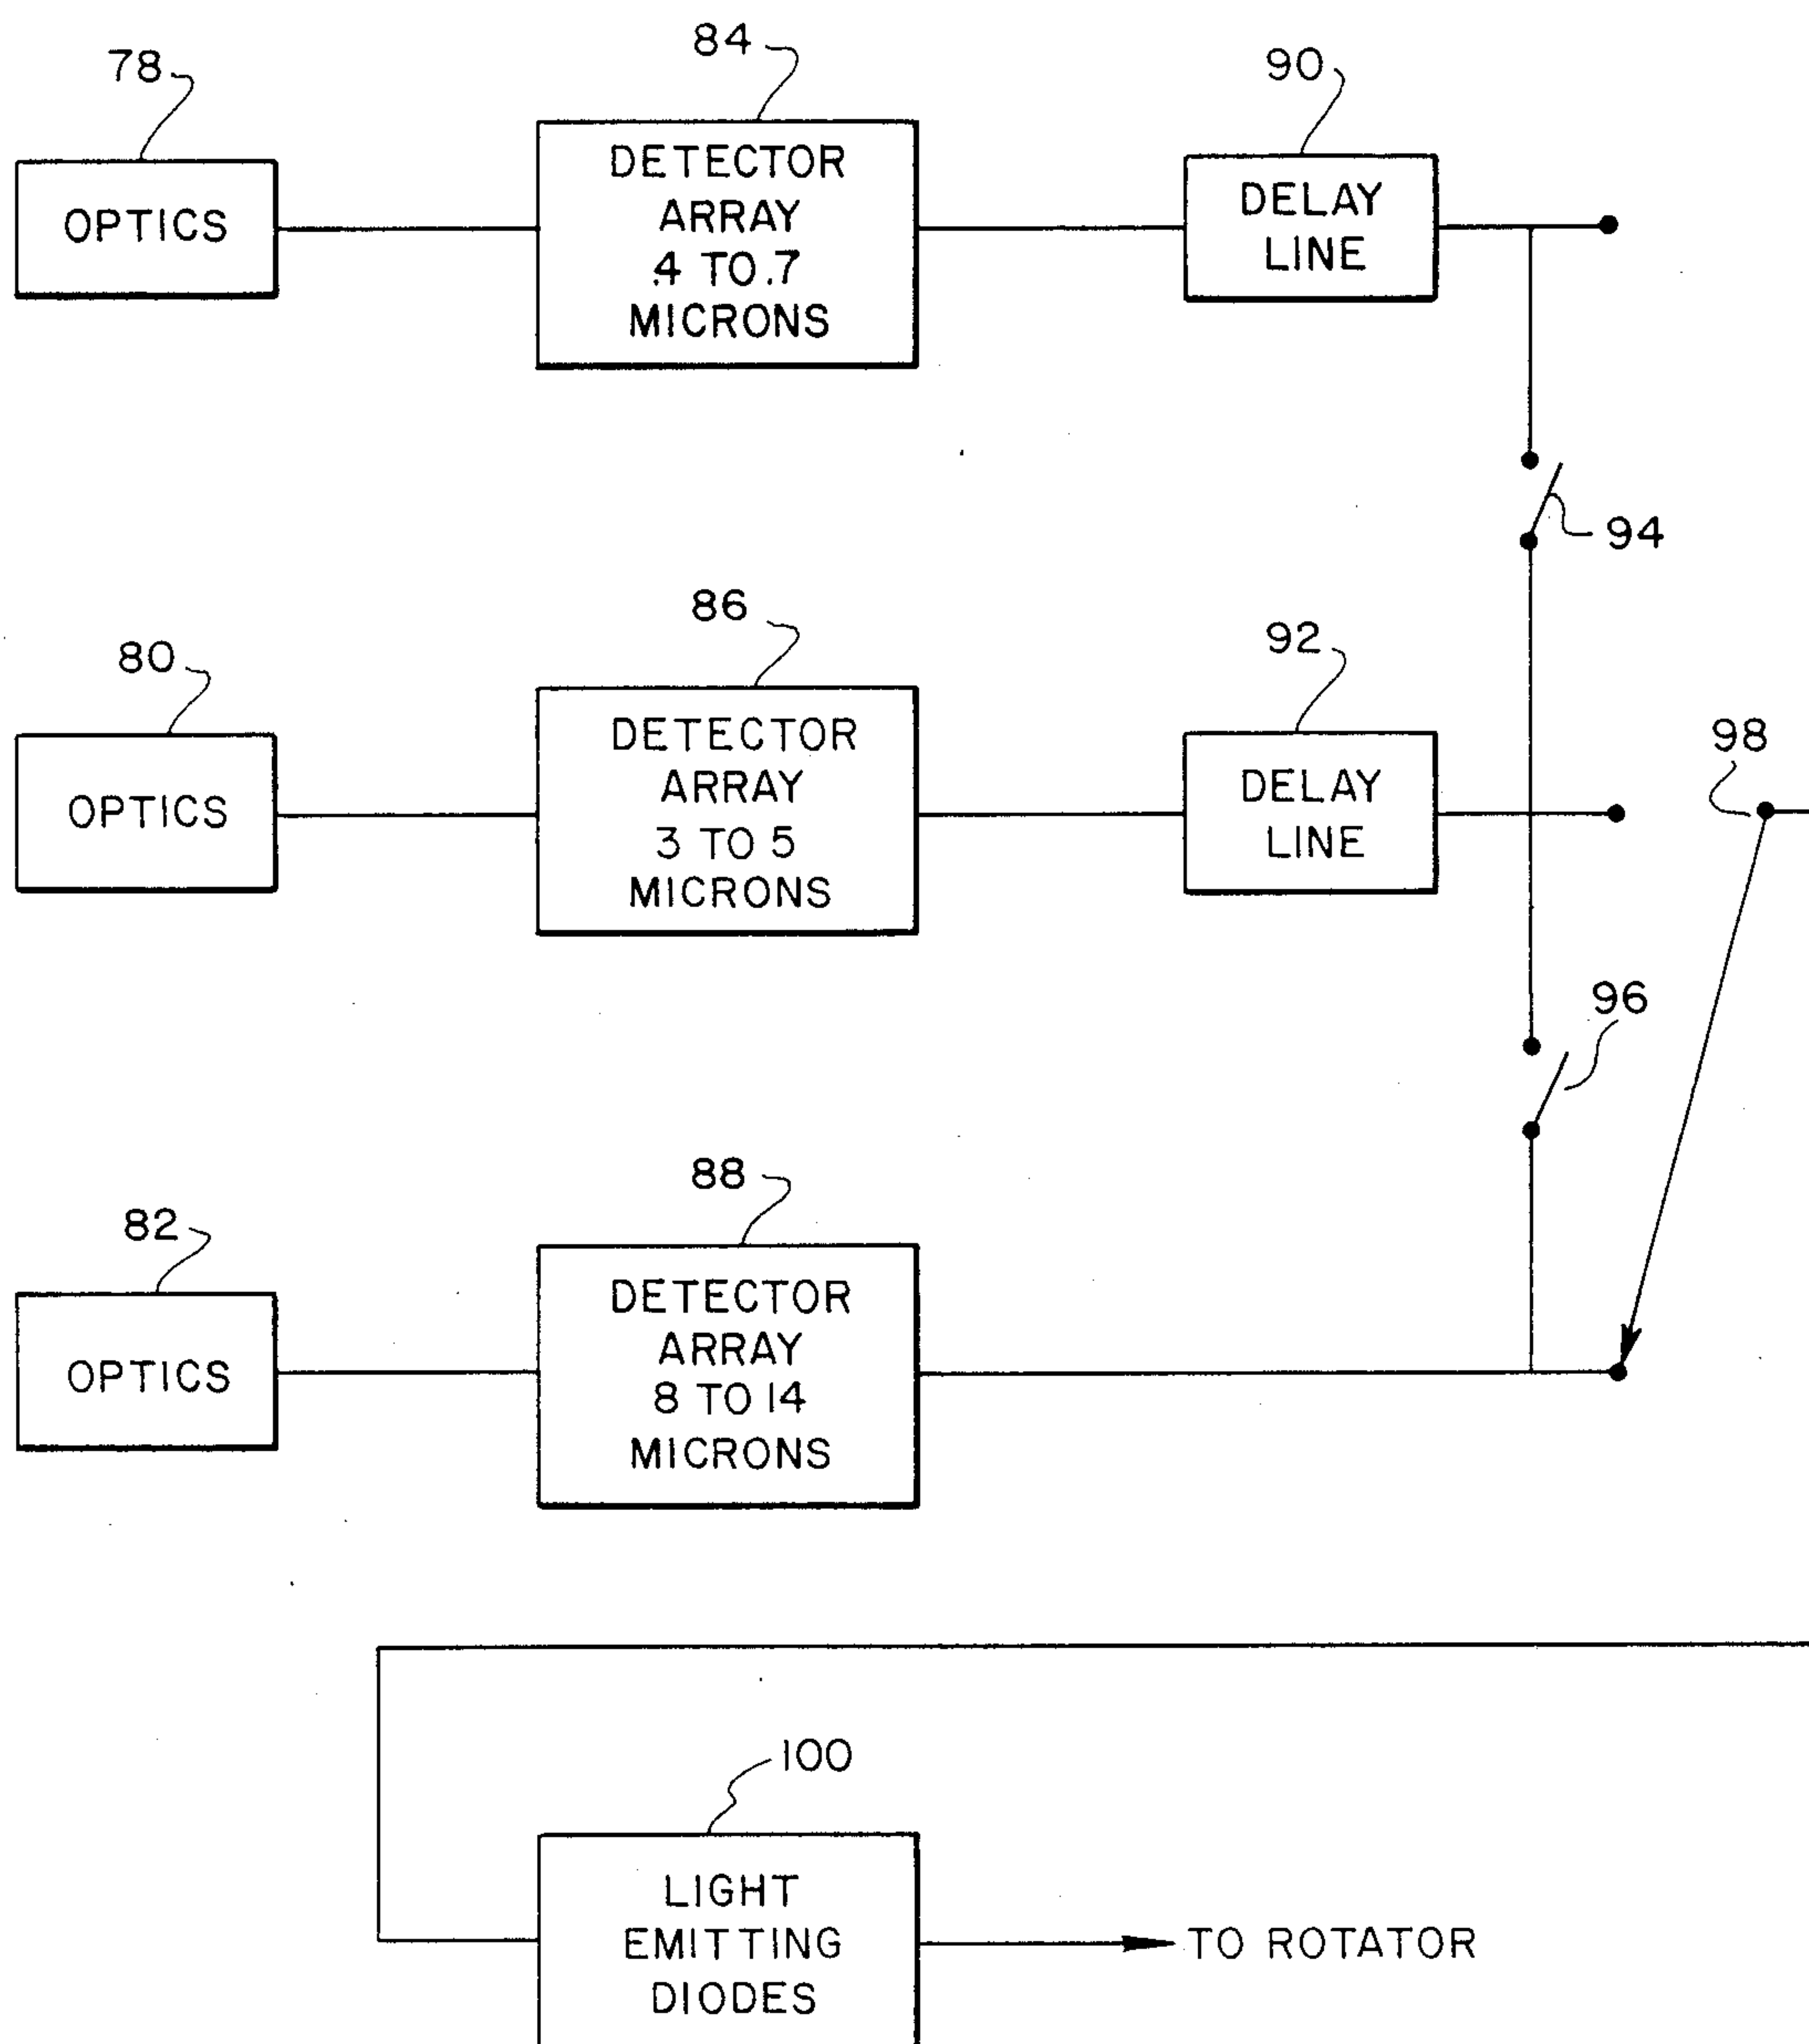 78
84
90
OPTICS
DETECTOR
ARRAY
.4 TO .7
MICRONS
DELAY
LINE
94
80
86
92
98
OPTICS
DETECTOR
ARRAY
3 TO 5
MICRONS
DELAY
LINE
96
82
88
OPTICS
DETECTOR
ARRAY
8 TO 14
MICRONS
100
LIGHT
EMITTING
DIODES
TO ROTATOR